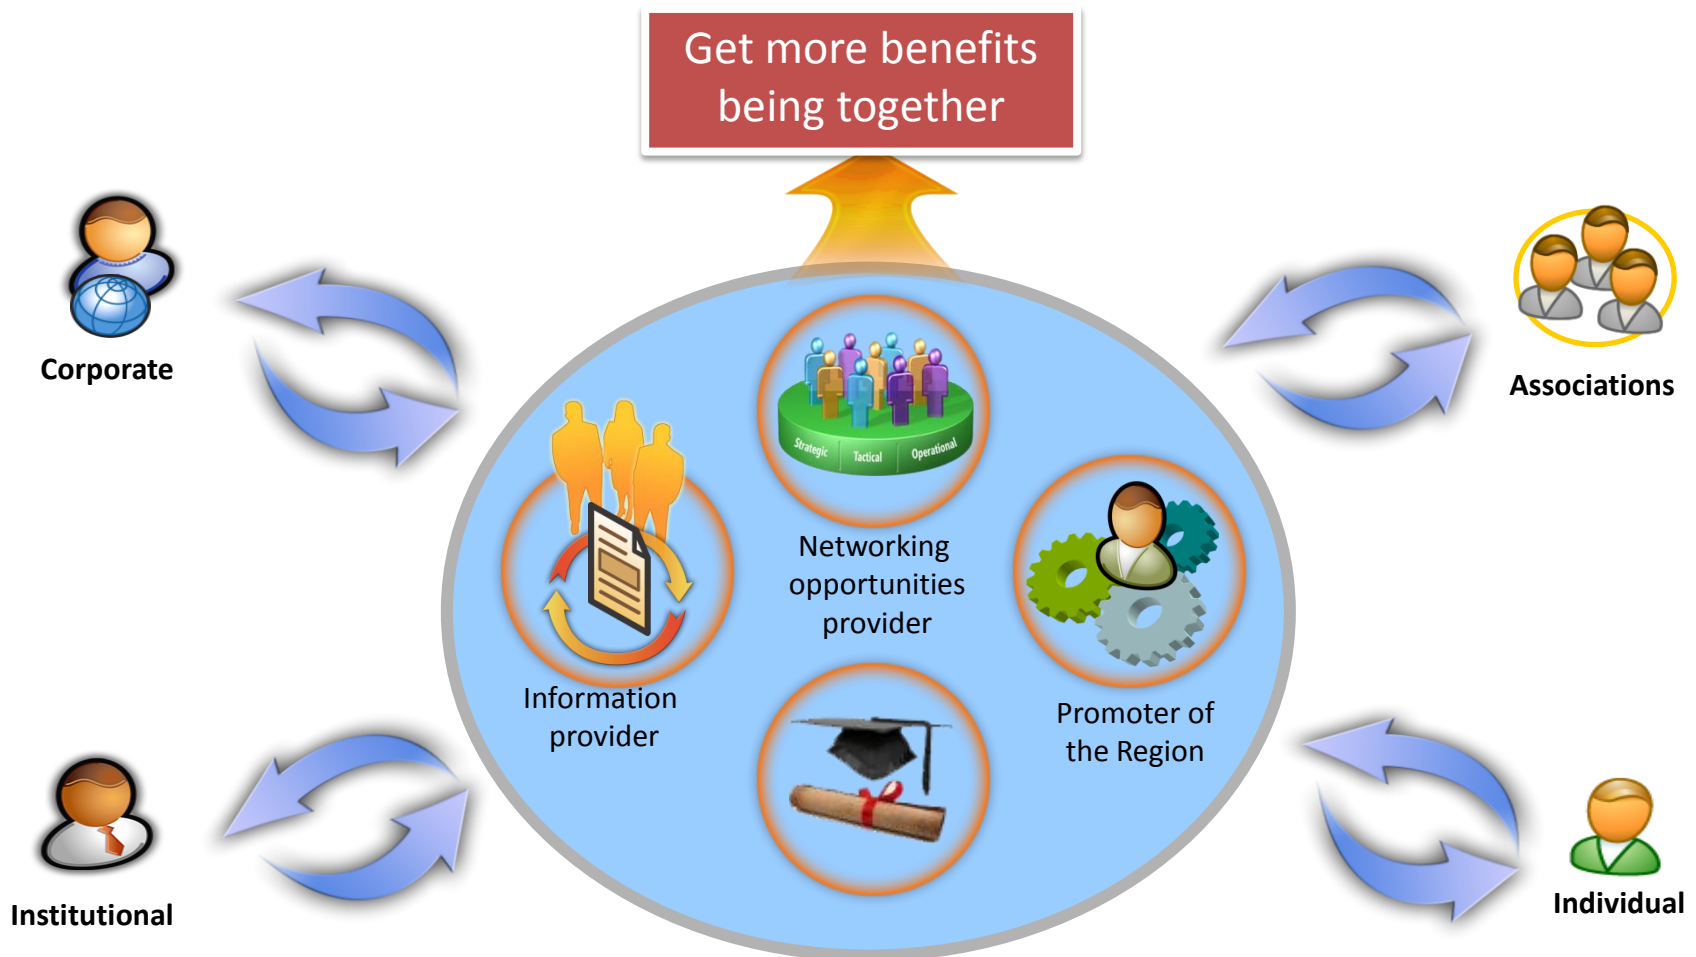 Get more benefits
being together
Corporate
Associations
Strategic
Tactical
Operational
Networking
opportunities
provider
Information
provider
Promoter of
the Region
Institutional
Individual